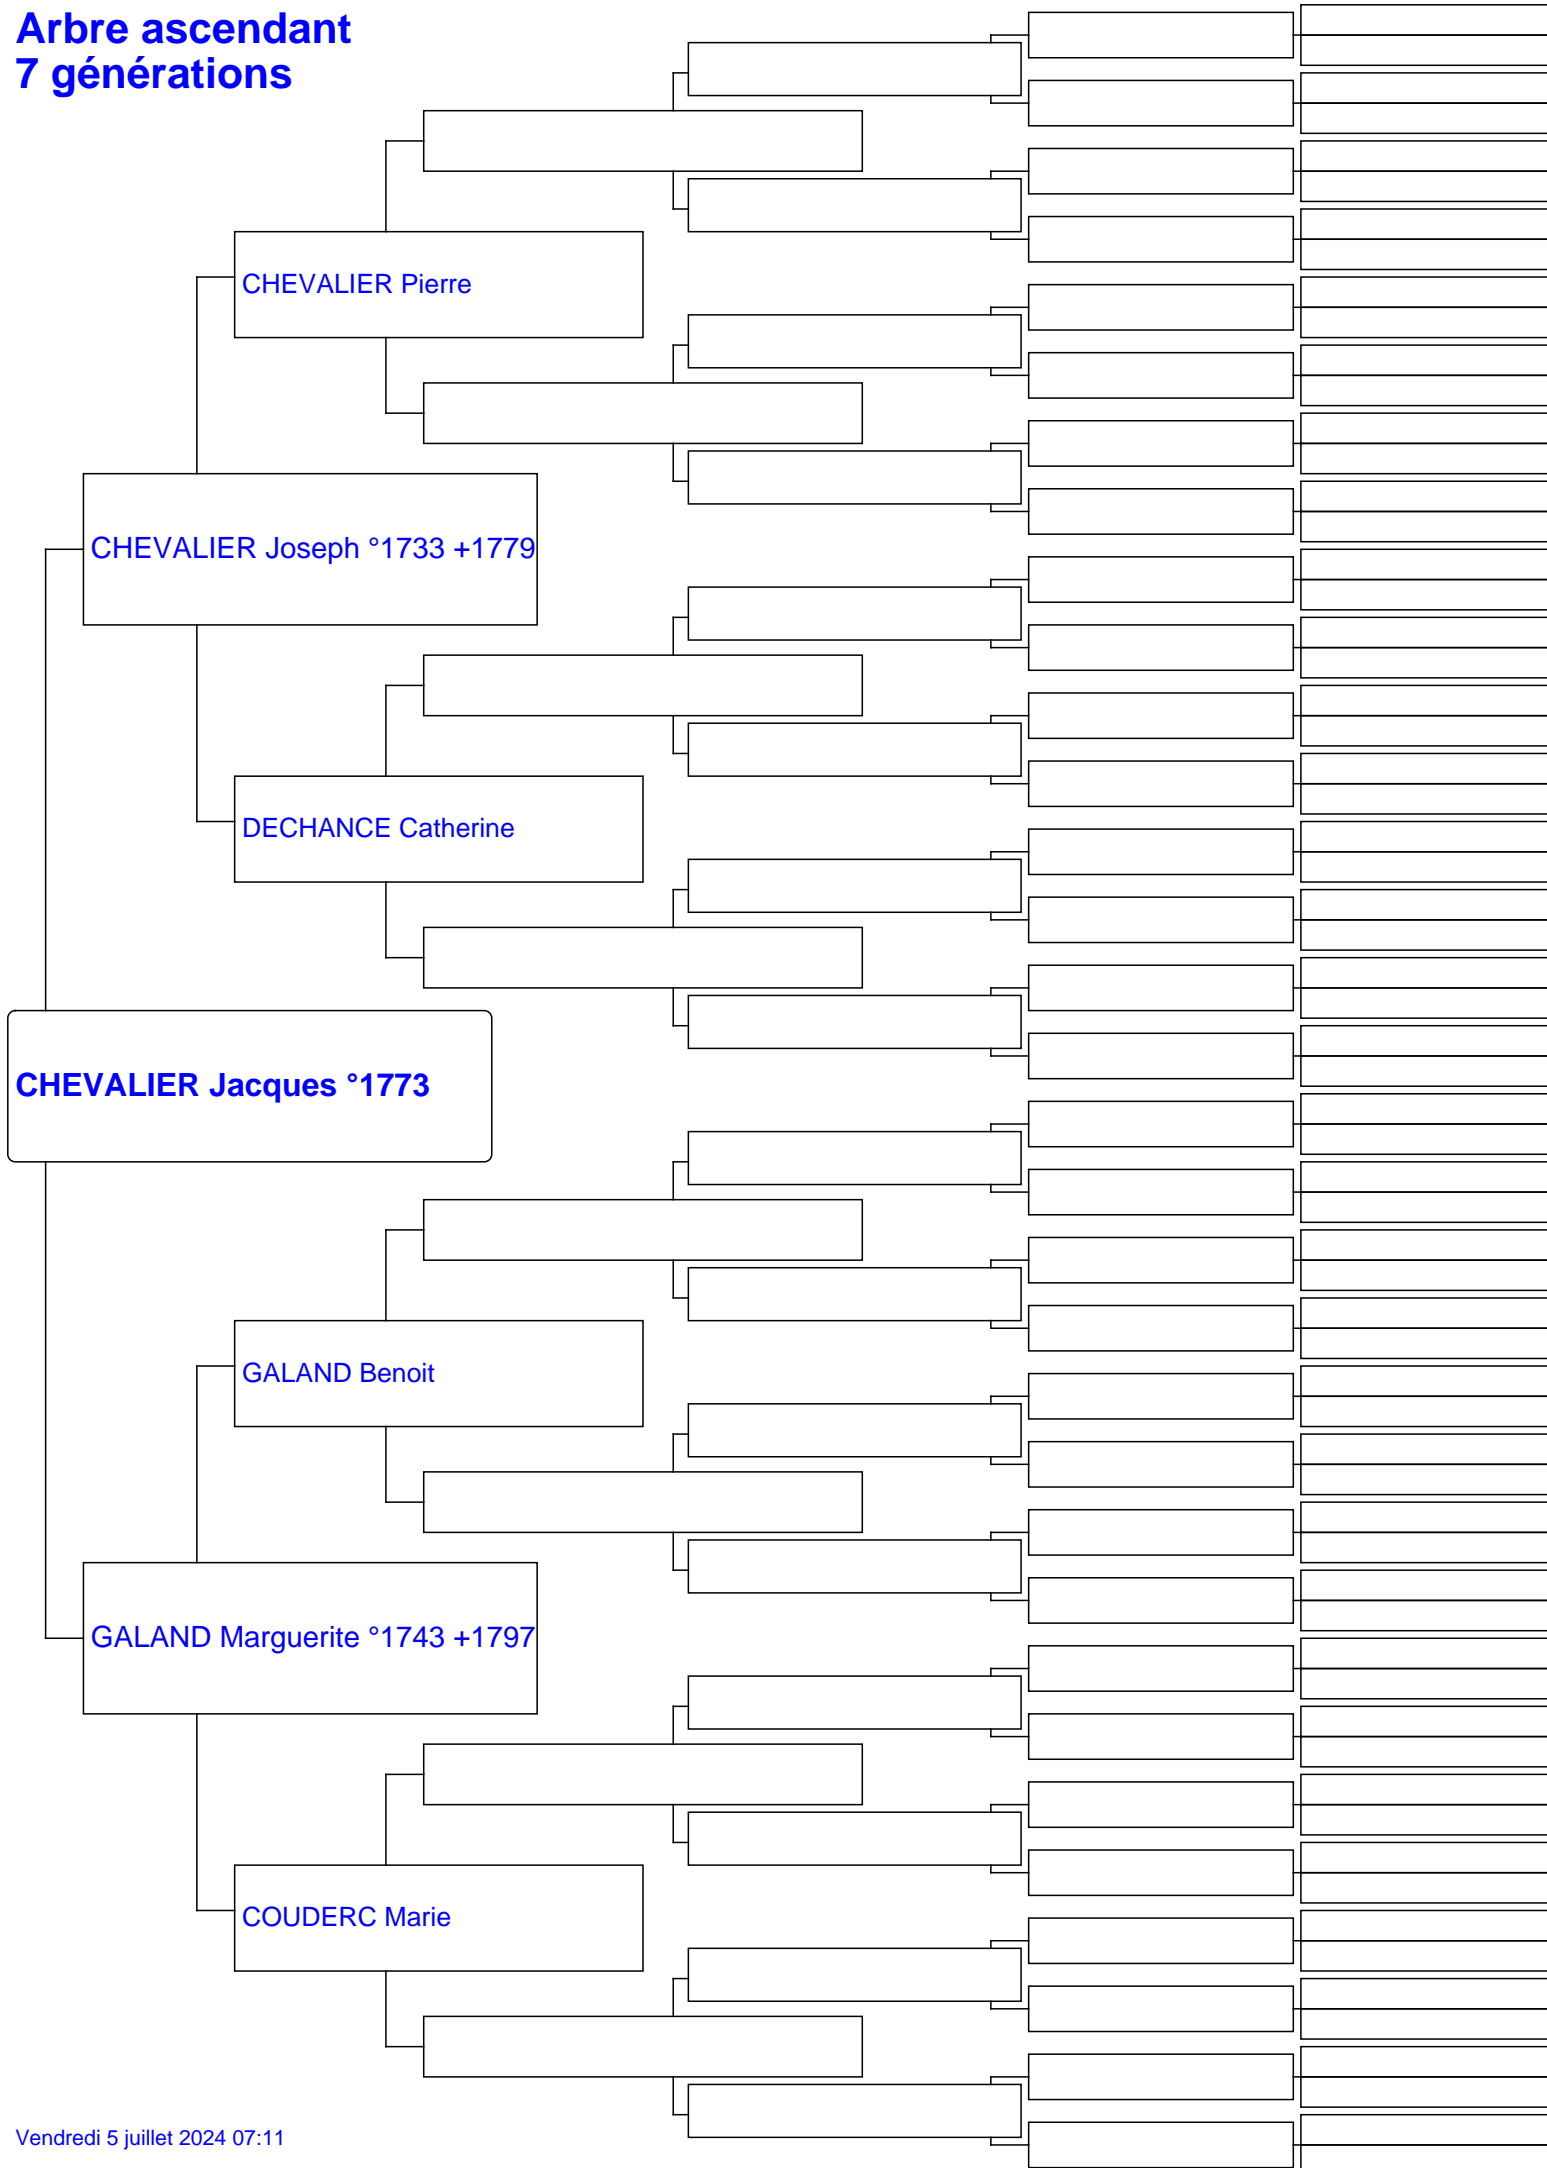 Arbre ascendant
7 générations
CHEVALIER Pierre
CHEVALIER Joseph °1733 +1779
DECHANCE Catherine
CHEVALIER Jacques °1773
GALAND Benoit
GALAND Marguerite °1743 +1797
COUDERC Marie
Vendredi 5 juillet 2024 07:11